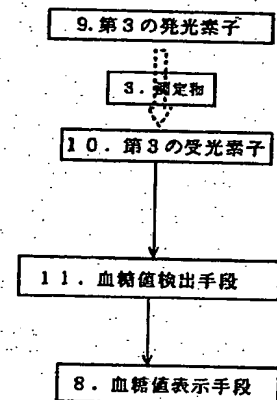 9. 第3の発光素子
3. 測定物
10. 第3の受光素子
11. 血糖値検出手段
8. 血糖値表示手段